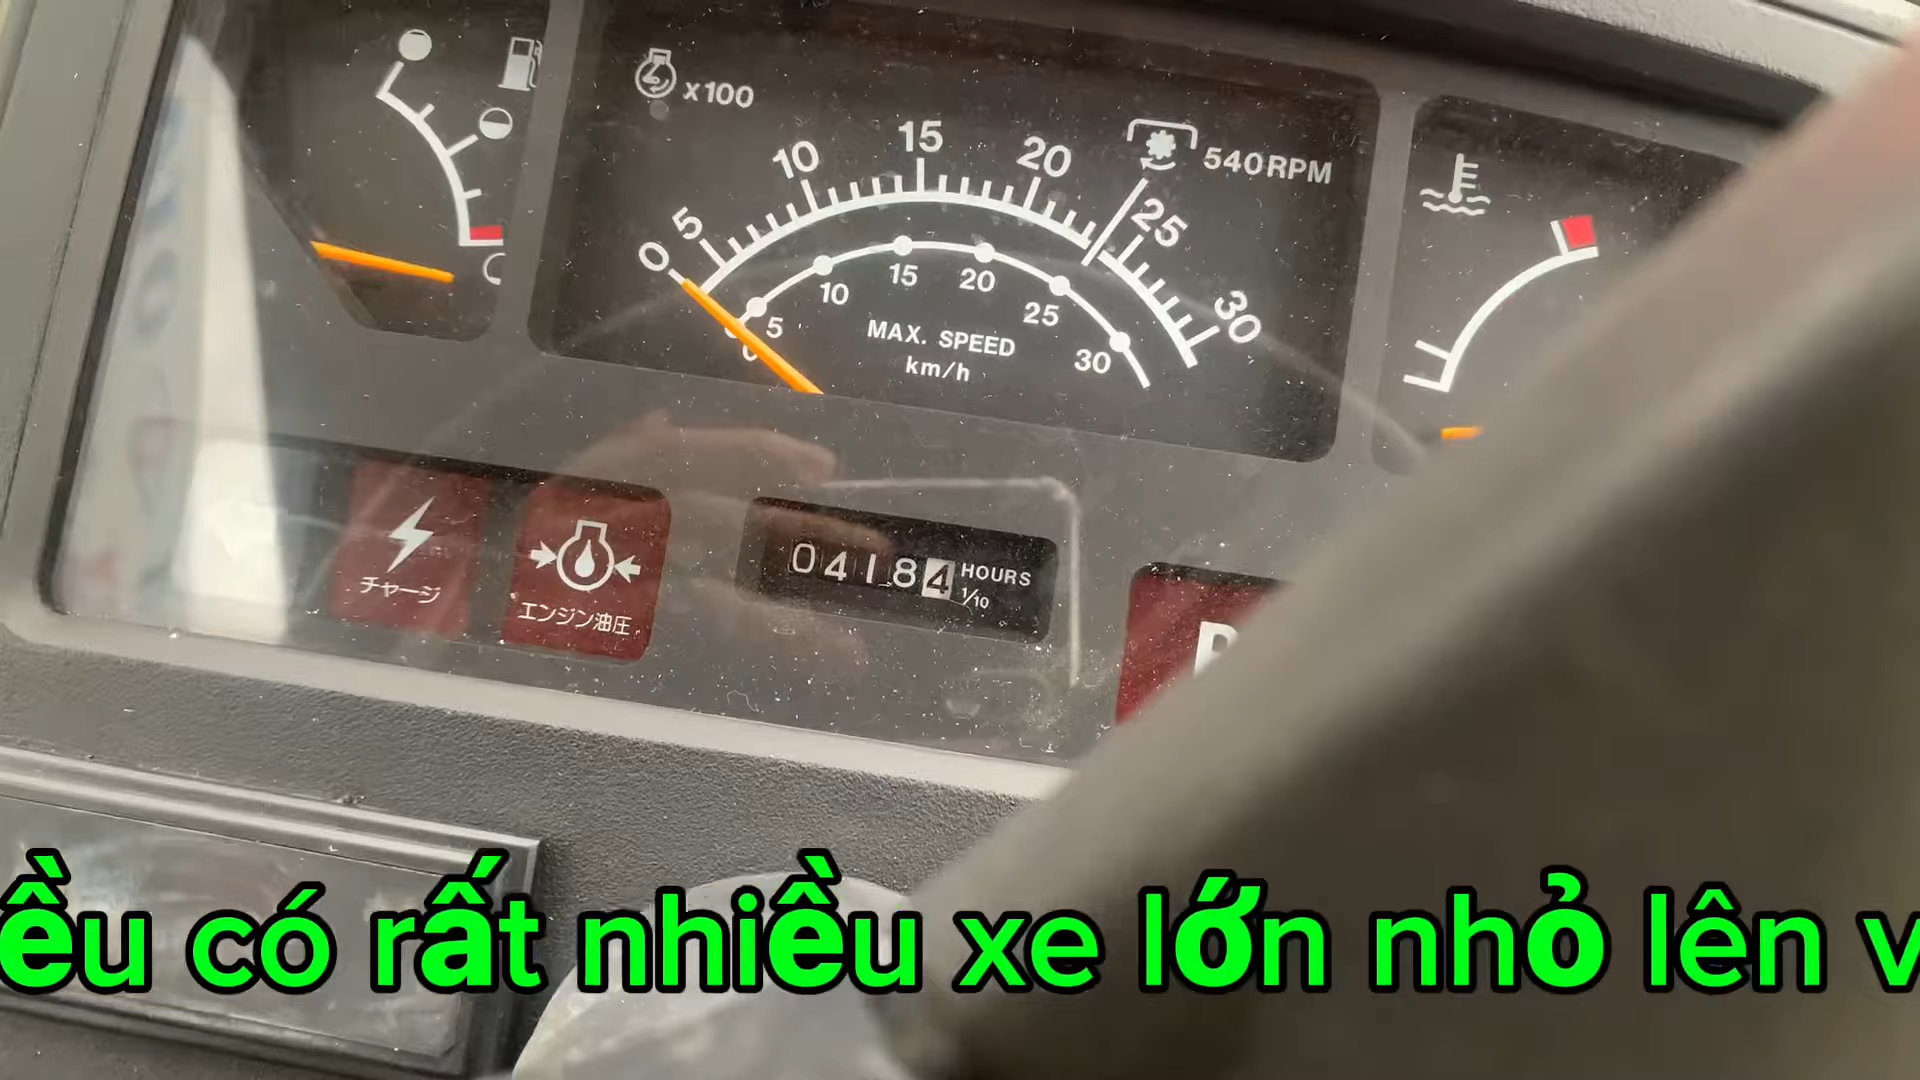 x100
0 5 10 15 20 25 30
540RPM
0 5 10 15 20 25 30
MAX. SPEED
km/h
チャージ
エンジン油圧
04184 HOURS
1/10
ều có rất nhiều xe lớn nhỏ lên v